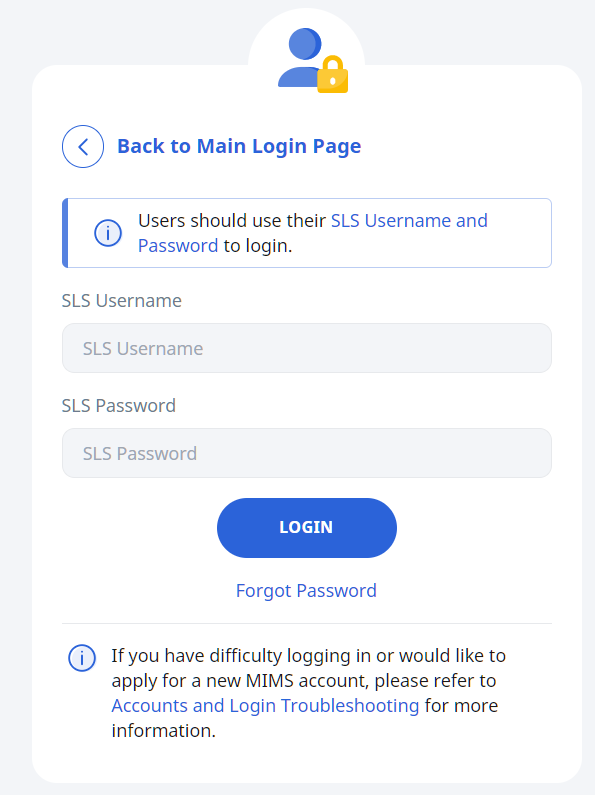 Back to Main Login Page
Users should use their SLS Username and
Password to login.
SLS Username
SLS Username
SLS Password
SLS Password
LOGIN
Forgot Password
If you have difficulty logging in or would like to
apply for a new MIMS account, please refer to
Accounts and Login Troubleshooting for more
information.